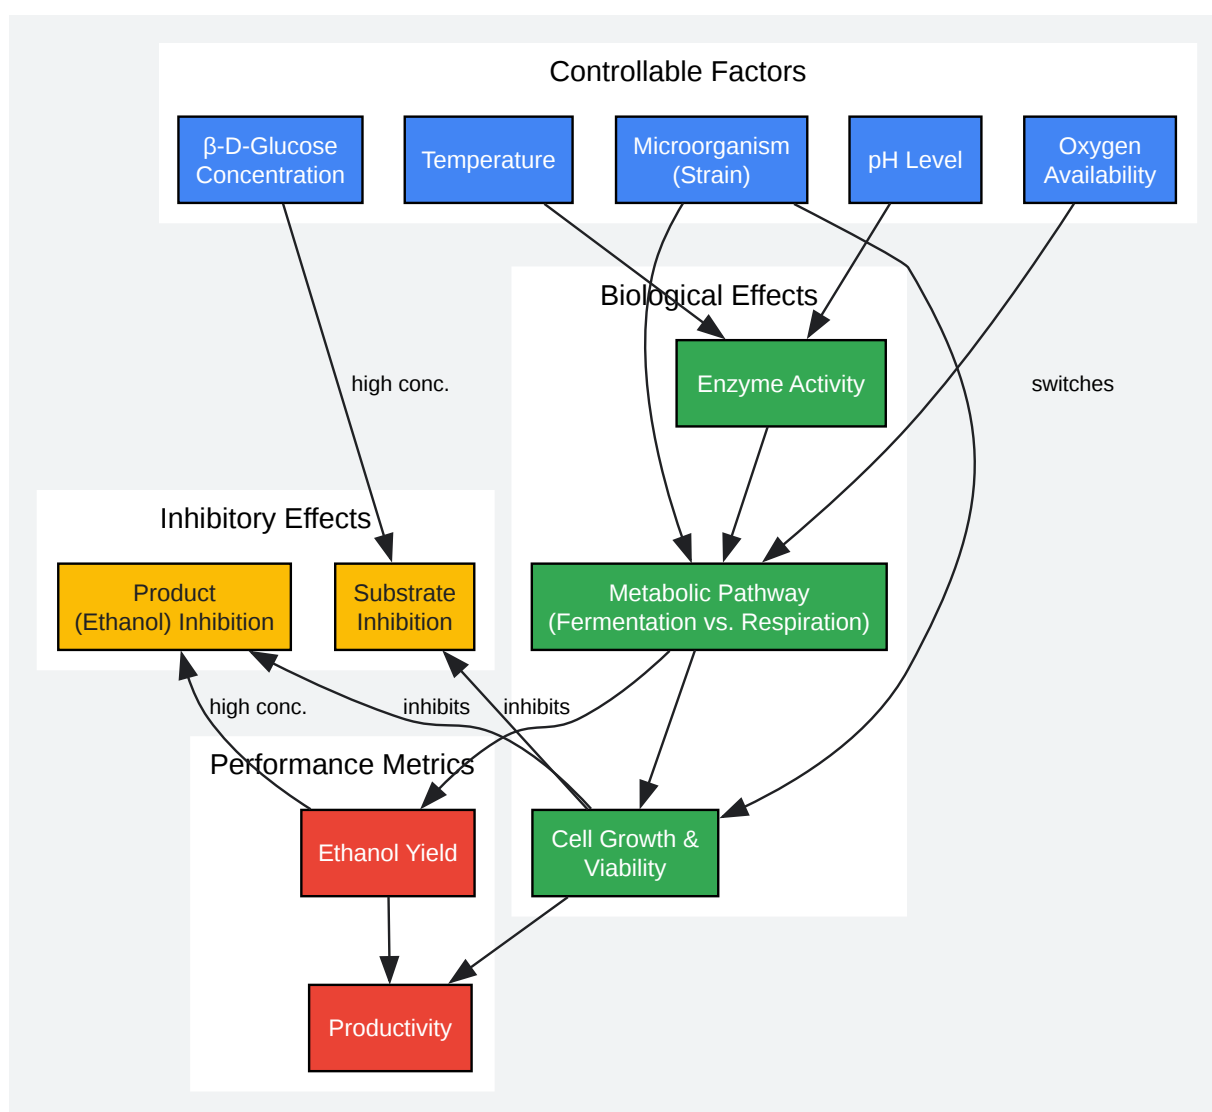 Controllable Factors
β-D-Glucose
Concentration
Temperature
Microorganism
(Strain)
pH Level
Oxygen
Availability
Biological Effects
Enzyme Activity
high conc.
switches
Inhibitory Effects
Product
(Ethanol) Inhibition
Substrate
Inhibition
Metabolic Pathway
(Fermentation vs. Respiration)
high conc.
inhibits
inhibits
Performance Metrics
Ethanol Yield
Cell Growth &
Viability
Productivity